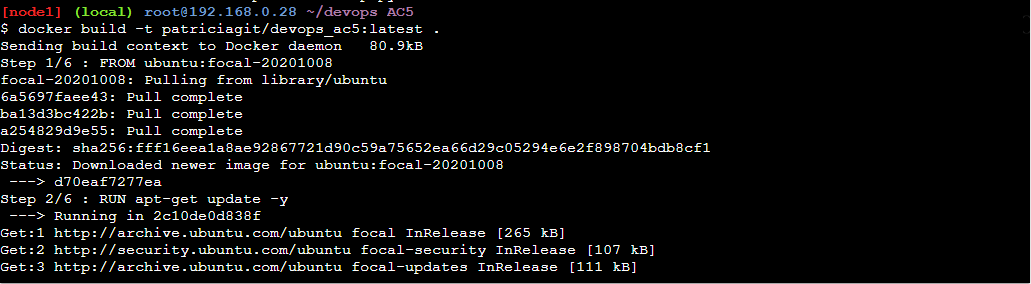 [node1] (local) root@192.168.0.28 ~/devops AC5
$ docker build -t patriciagit/devops_ac5:latest .
Sending build context to Docker daemon   80.9kB
Step 1/6 : FROM ubuntu:focal-20201008
focal-20201008: Pulling from library/ubuntu
6a5697faee43: Pull complete
ba13d3bc422b: Pull complete
a254829d9e55: Pull complete
Digest: sha256:fff16eea1a8ae92867721d90c59a75652ea66d29c05294e6e2f898704bdb8cf1
Status: Downloaded newer image for ubuntu:focal-20201008
 ---> d70eaf7277ea
Step 2/6 : RUN apt-get update -y
 ---> Running in 2c10de0d838f
Get:1 http://archive.ubuntu.com/ubuntu focal InRelease [265 kB]
Get:2 http://security.ubuntu.com/ubuntu focal-security InRelease [107 kB]
Get:3 http://archive.ubuntu.com/ubuntu focal-updates InRelease [111 kB]